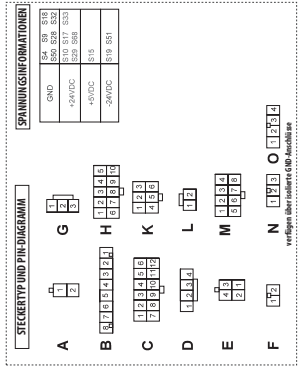 STECKERTYP UND PIN-DIAGRAMM
A
1
2
B
8 7 6 5 4 3 2 1
C
1 2 3 4 5 6
7 8 9 10 11 12
D
1 2 3 4
E
4 3
2 1
F
1 2
G
1
2
3
H
1 2 3 4 5
6 7 8 9 10
K
1 2 3
4 5 6
L
1 2
M
1 2 3 4
5 6 7 8
N
1 2 3
O
1 2 3 4
verfügen über isolierte GND-Anschlüsse
SPANNUNGSINFORMATIONEN
GND
S4 S9 S18
S50 S28 S32
+24VDC
S10 S17 S33
S29 S68
+5VDC
S15
-24VDC
S19 S51